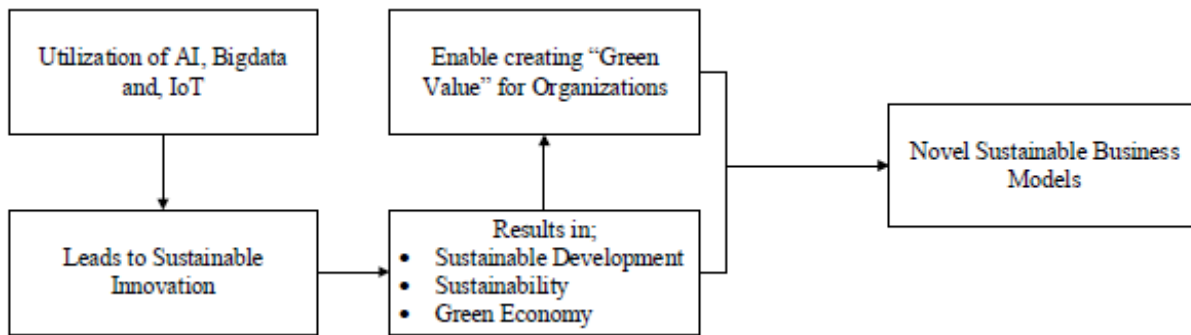 Utilization of AI, Bigdata
and, IoT
Enable creating “Green
Value” for Organizations
Novel Sustainable Business
Models
Leads to Sustainable
Innovation
Results in;
• Sustainable Development
• Sustainability
• Green Economy